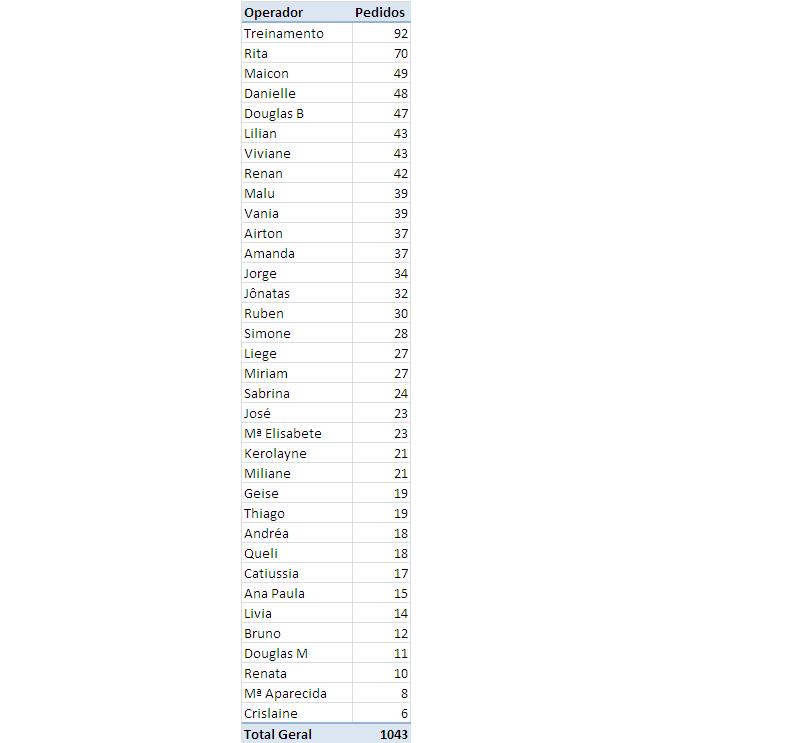 Operador Pedidos
Treinamento 92
Rita 70
Maicon 49
Danielle 48
Douglas B 47
Lilian 43
Viviane 43
Renan 42
Malu 39
Vania 39
Airton 37
Amanda 37
Jorge 34
Jônatas 32
Ruben 30
Simone 28
Liege 27
Miriam 27
Sabrina 24
José 23
Mª Elisabete 23
Kerolayne 21
Miliane 21
Geise 19
Thiago 19
Andréa 18
Queli 18
Catiussia 17
Ana Paula 15
Livia 14
Bruno 12
Douglas M 11
Renata 10
Mª Aparecida 8
Crislaine 6
Total Geral 1043